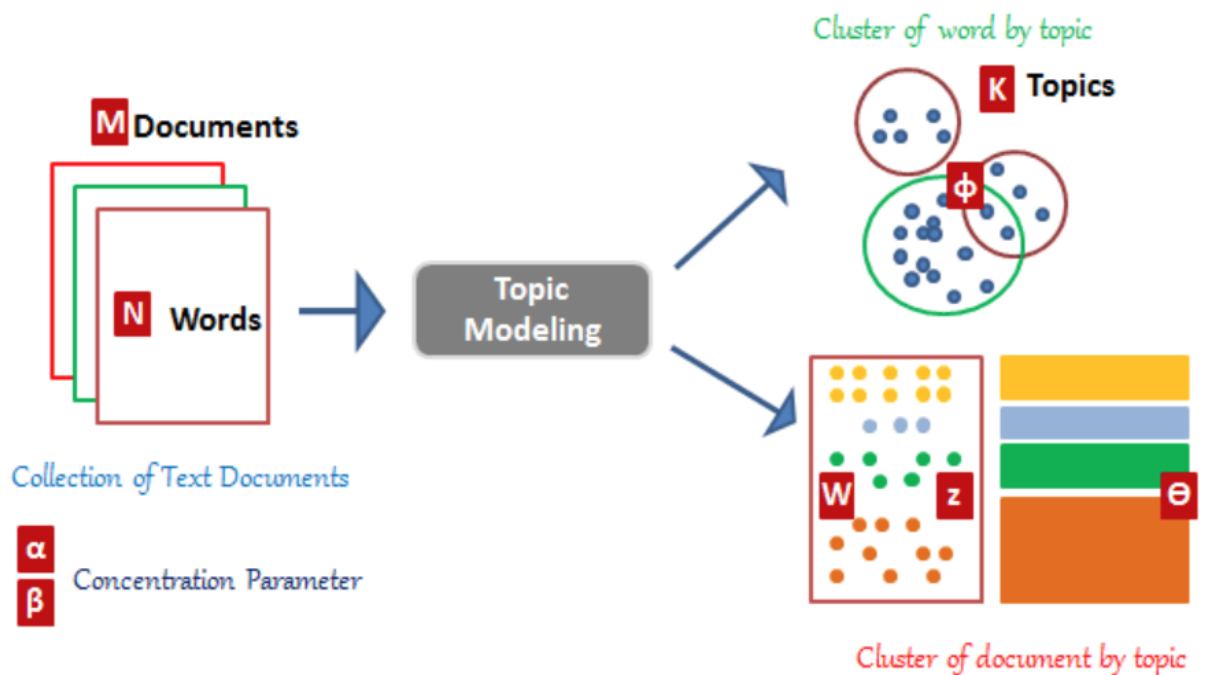 Cluster of word by topic
K Topics
M Documents
ϕ
N Words
Topic
Modeling
W z
Ɵ
Collection of Text Documents
α
Concentration Parameter
β
Cluster of document by topic